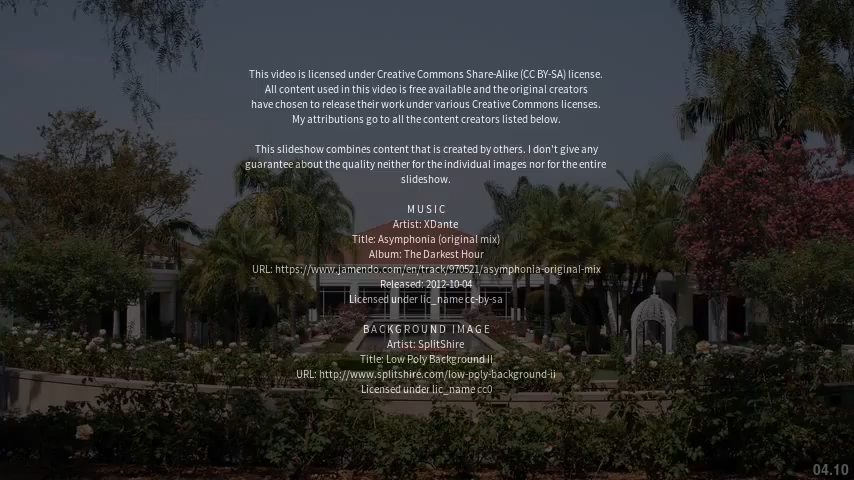 This video is licensed under Creative Commons Share-Alike (CC BY-SA) license.
All content used in this video is free available and the original creators
have chosen to release their work under various Creative Commons licenses.
My attributions go to all the content creators listed below.
This slideshow combines content that is created by others. I don't give any
guarantee about the quality neither for the individual images nor for the entire
slideshow.
MUSIC
Artist: XDante
Title: Asymphonia (original mix)
Album: The Darkest Hour
URL: https://www.jamendo.com/en/track/970521/asymphonia-original-mix
Released: 2012-10-04
Licensed under lic_name cc-by-sa
BACKGROUND IMAGE
Artist: SplitShire
Title: Low Poly Background II
URL: http://www.splitshire.com/low-poly-background-ii
Licensed under lic_name cc0
04.10